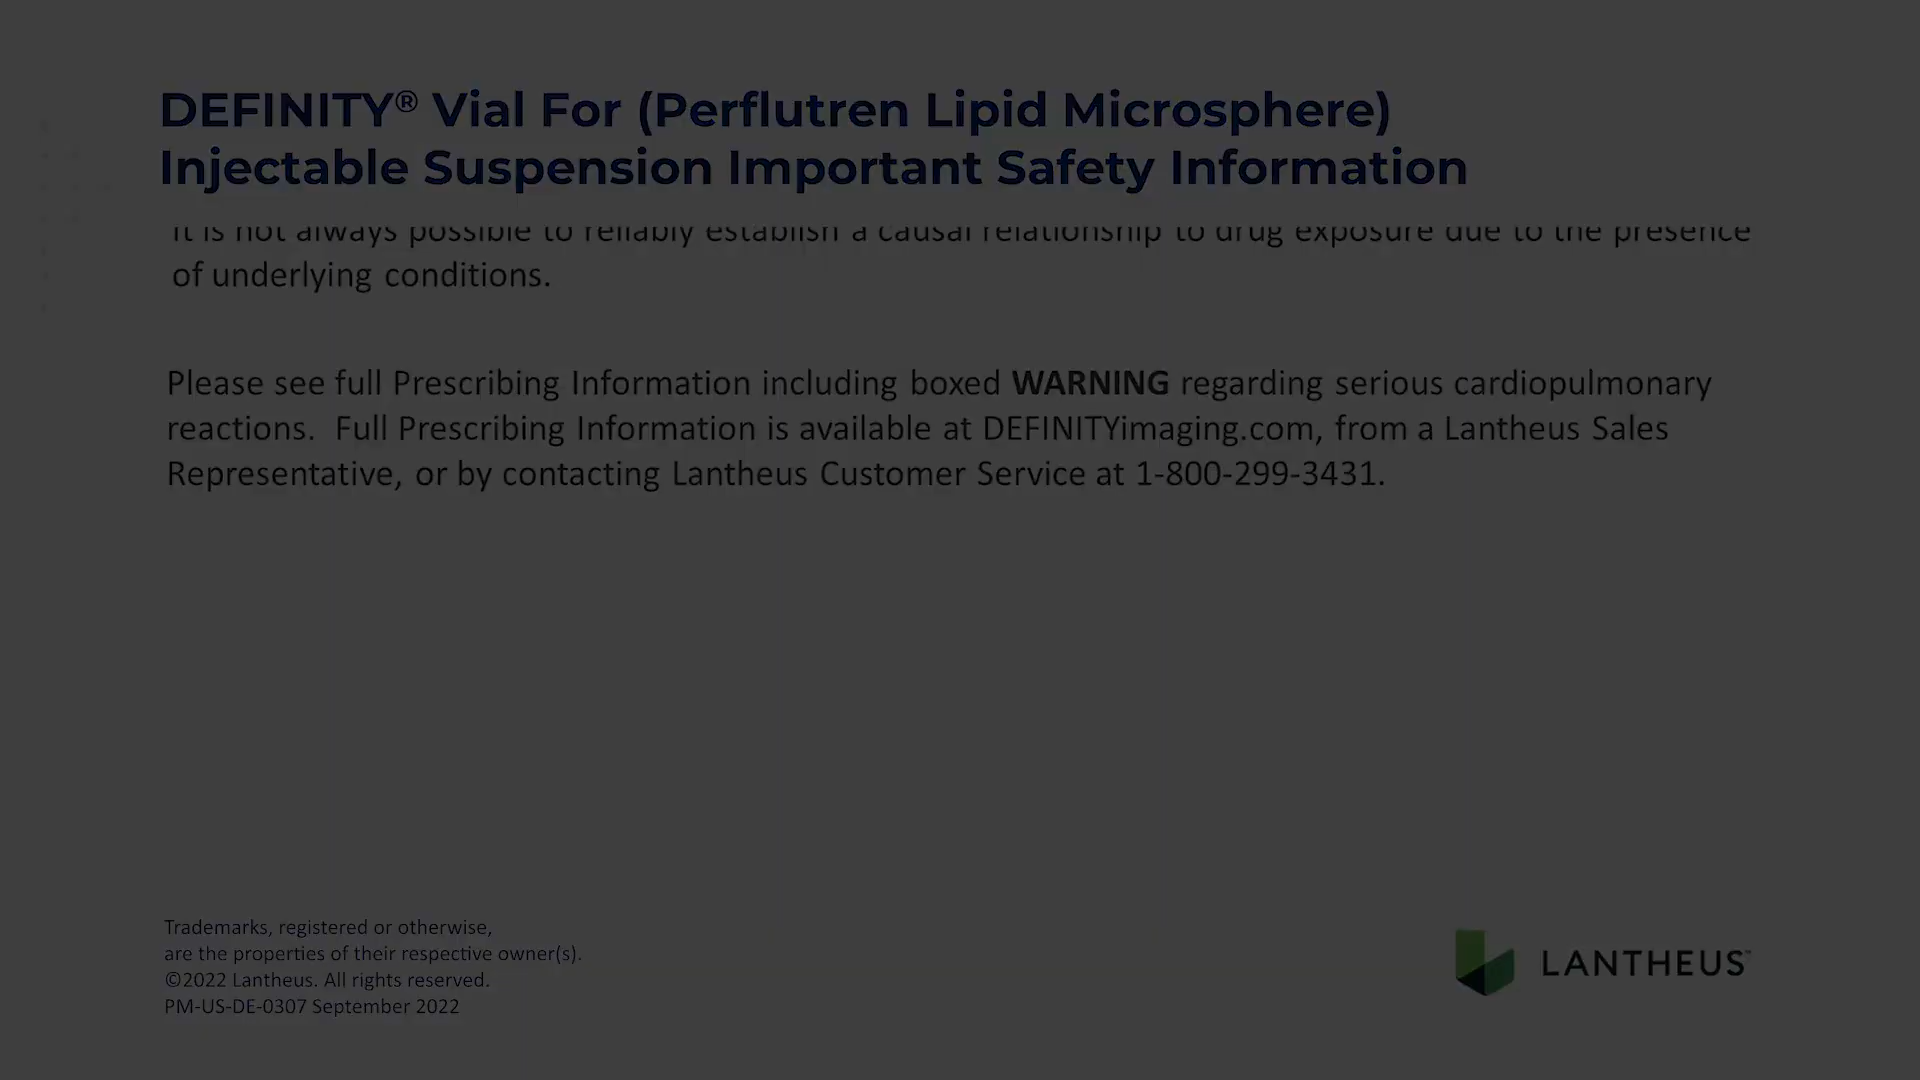 DEFINITY® Vial For (Perflutren Lipid Microsphere)
Injectable Suspension Important Safety Information
It is not always possible to reliably establish a causal relationship to drug exposure due to the presence
of underlying conditions.
Please see full Prescribing Information including boxed WARNING regarding serious cardiopulmonary
reactions.  Full Prescribing Information is available at DEFINITYimaging.com, from a Lantheus Sales
Representative, or by contacting Lantheus Customer Service at 1-800-299-3431.
Trademarks, registered or otherwise,
are the properties of their respective owner(s).
©2022 Lantheus. All rights reserved.
PM-US-DE-0307 September 2022
LANTHEUS™